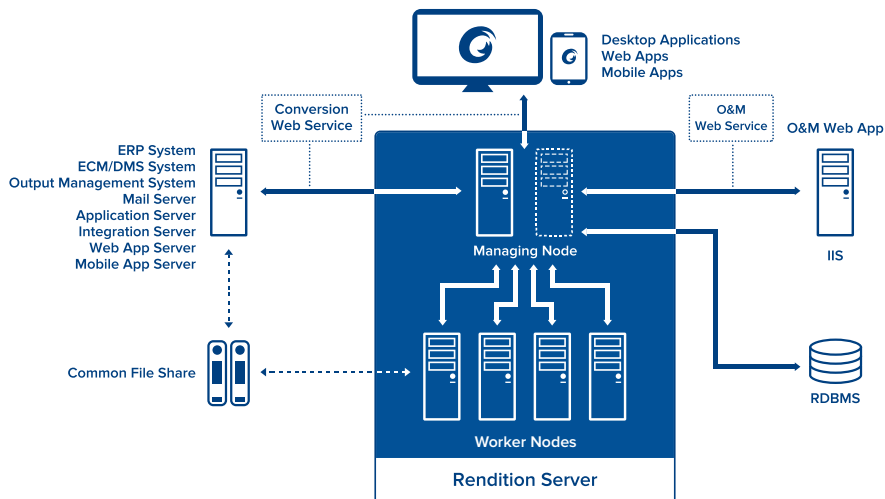 Desktop Applications
Web Apps
Mobile Apps
Conversion
Web Service
O&M
Web Service
O&M Web App
ERP System
ECM/DMS System
Output Management System
Mail Server
Application Server
Integration Server
Web App Server
Mobile App Server
Managing Node
IIS
Common File Share
RDBMS
Worker Nodes
Rendition Server